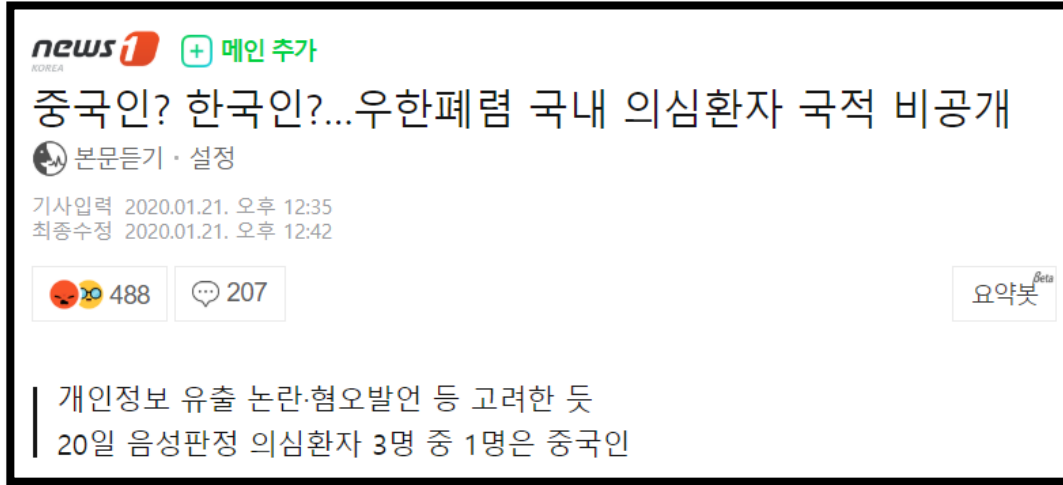 news1
KOREA
메인 추가
중국인? 한국인?...우한폐렴 국내 의심환자 국적 비공개
본문듣기 · 설정
기사입력 2020.01.21. 오후 12:35
최종수정 2020.01.21. 오후 12:42
488 207
요약봇 Beta
개인정보 유출 논란·혐오발언 등 고려한 듯
20일 음성판정 의심환자 3명 중 1명은 중국인